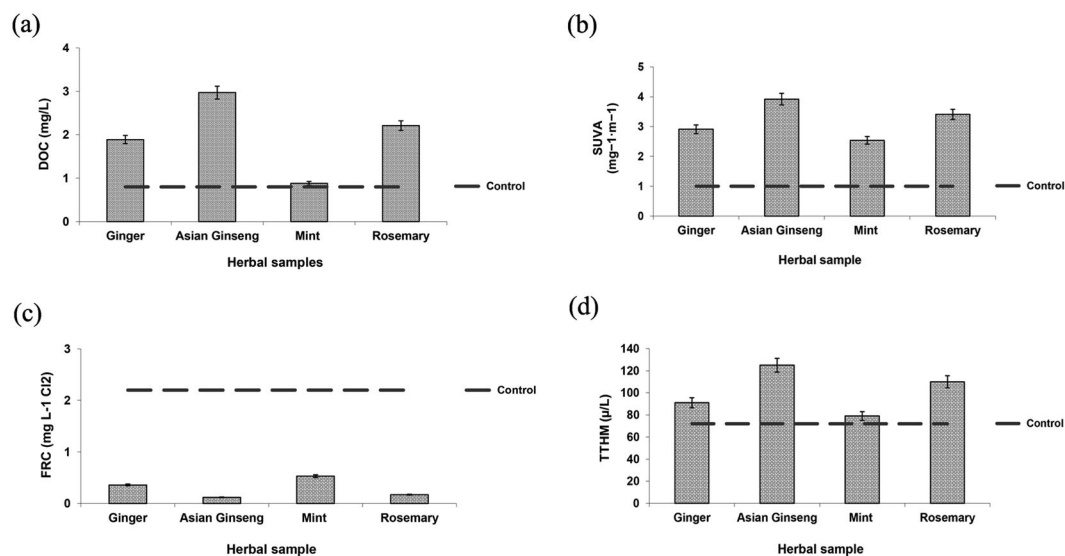 (a)
4
3
2
1
0
DOC (mg/L)
Control
Ginger
Asian Ginseng
Mint
Rosemary
Herbal samples
(b)
5
4
3
2
1
0
SUVA
(mg−1·m−1)
Control
Ginger
Asian Ginseng
Mint
Rosemary
Herbal sample
(c)
3
2
1
0
FRC (mg L-1 Cl2)
Control
Ginger
Asian Ginseng
Mint
Rosemary
Herbal sample
(d)
140
120
100
80
60
40
20
0
TTHM (µ/L)
Control
Ginger
Asian Ginseng
Mint
Rosemary
Herbal sample